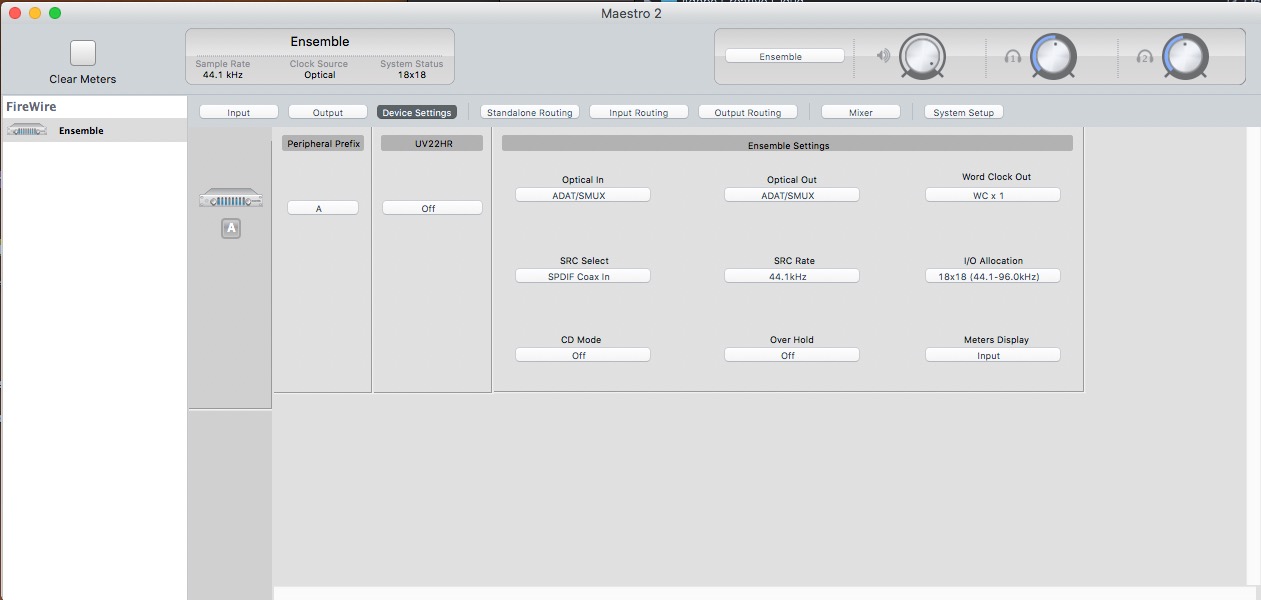 Maestro 2
Clear Meters
Ensemble
Sample Rate Clock Source System Status
44.1 kHz Optical 18x18
Ensemble
1
2
FireWire
Ensemble
Input Output Device Settings Standalone Routing Input Routing Output Routing Mixer System Setup
Peripheral Prefix UV22HR Ensemble Settings
Optical In Optical Out Word Clock Out
ADAT/SMUX ADAT/SMUX WC x 1
A Off
A
SRC Select SRC Rate I/O Allocation
SPDIF Coax In 44.1kHz 18x18 (44.1-96.0kHz)
CD Mode Over Hold Meters Display
Off Off Input